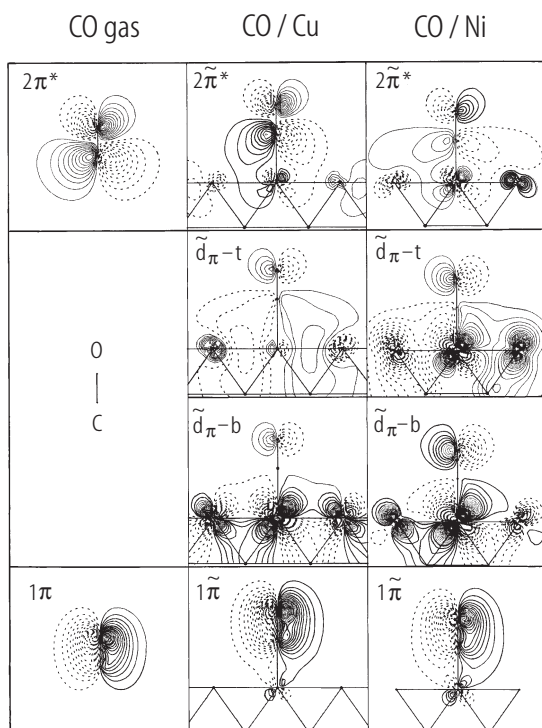 CO gas CO / Cu CO / Ni
2π* 2π̃* 2π̃*
d̃π-t d̃π-t
O
C
d̃π-b d̃π-b
1π 1π̃ 1π̃